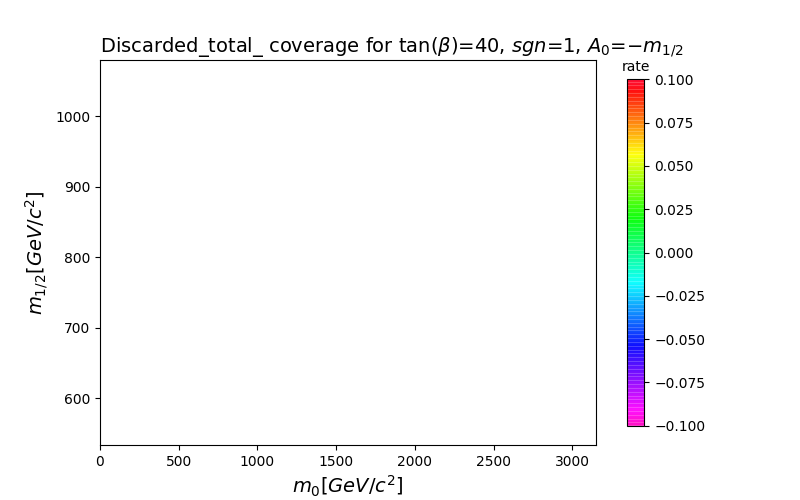 Discarded_total_ coverage for tan(β)=40, sgn=1, A₀=−m₁/₂
rate
0.100
0.075
0.050
0.025
0.000
−0.025
−0.050
−0.075
−0.100
1000
900
800
700
600
m₁/₂[GeV/c²]
0 500 1000 1500 2000 2500 3000
m₀[GeV/c²]